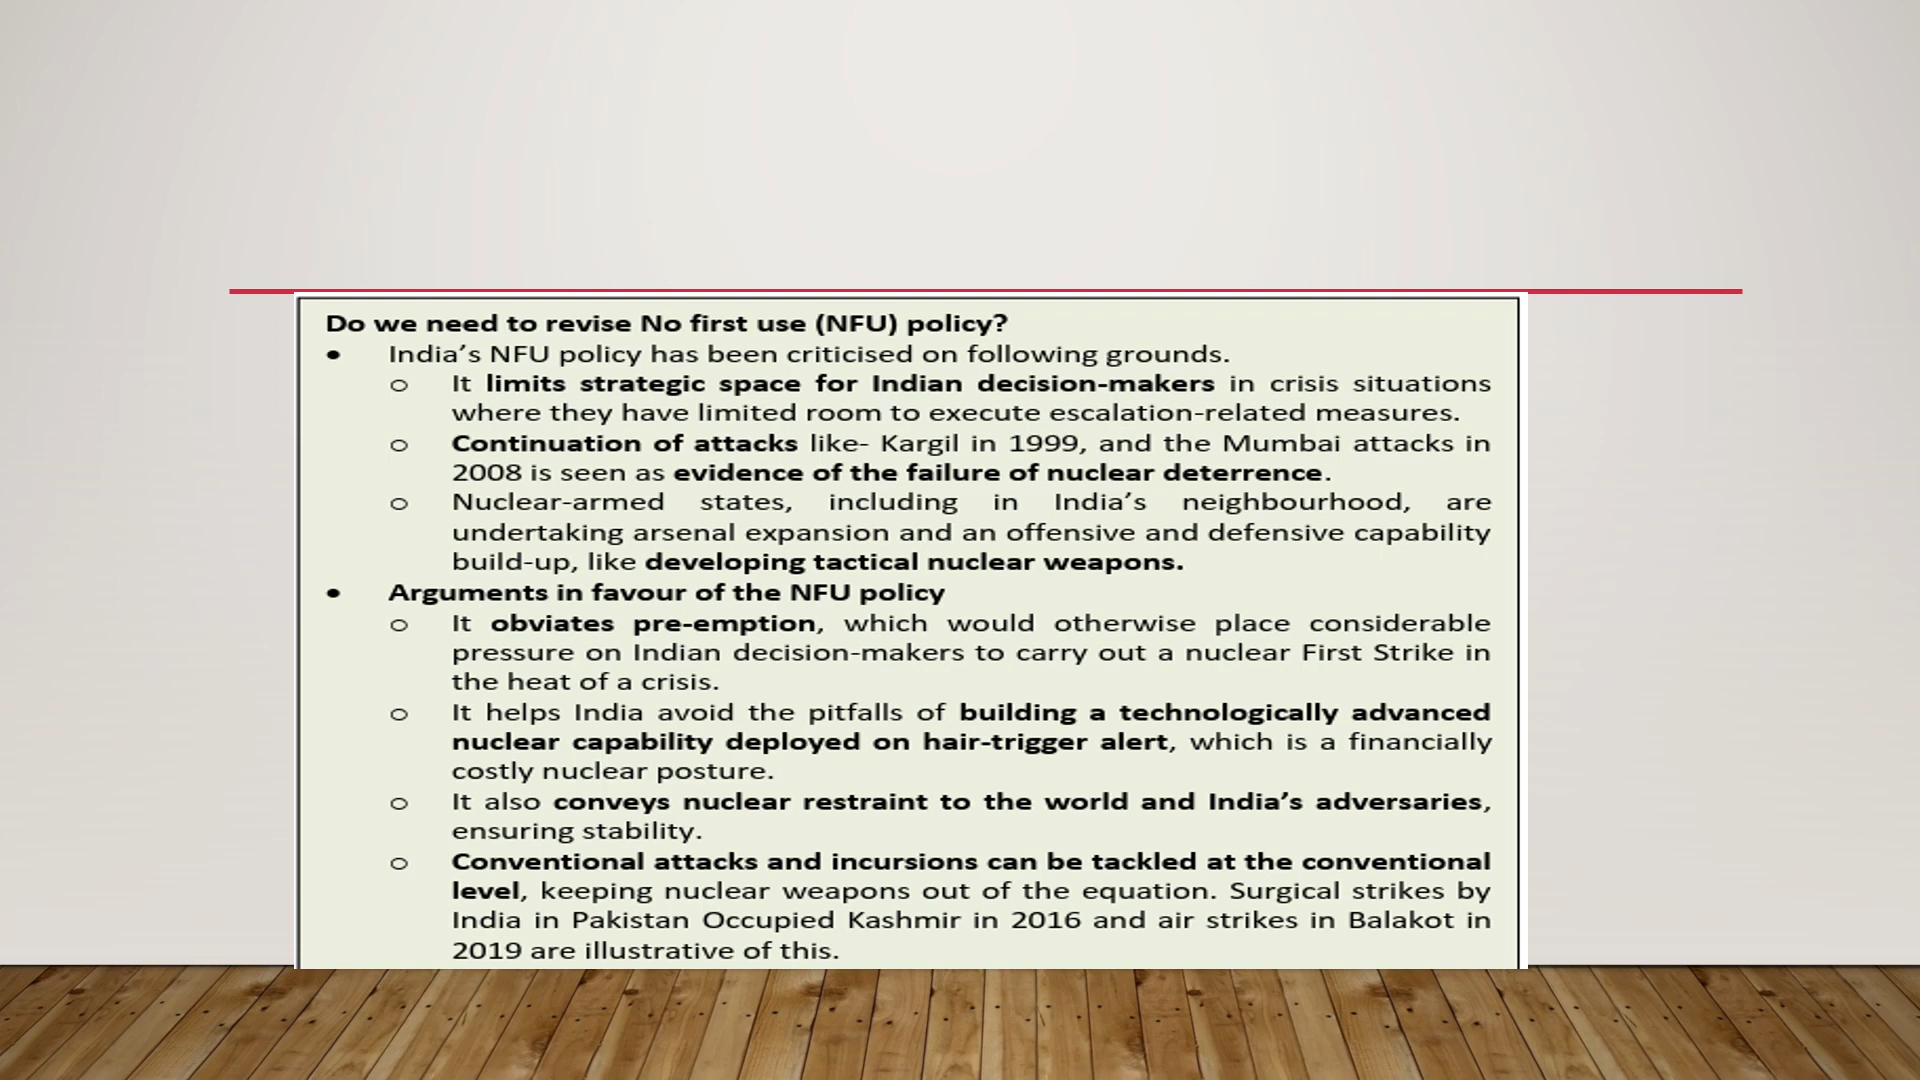 Do we need to revise No first use (NFU) policy?
• India's NFU policy has been criticised on following grounds.
o It limits strategic space for Indian decision-makers in crisis situations
where they have limited room to execute escalation-related measures.
o Continuation of attacks like- Kargil in 1999, and the Mumbai attacks in
2008 is seen as evidence of the failure of nuclear deterrence.
o Nuclear-armed states, including in India's neighbourhood, are
undertaking arsenal expansion and an offensive and defensive capability
build-up, like developing tactical nuclear weapons.
• Arguments in favour of the NFU policy
o It obviates pre-emption, which would otherwise place considerable
pressure on Indian decision-makers to carry out a nuclear First Strike in
the heat of a crisis.
o It helps India avoid the pitfalls of building a technologically advanced
nuclear capability deployed on hair-trigger alert, which is a financially
costly nuclear posture.
o It also conveys nuclear restraint to the world and India's adversaries,
ensuring stability.
o Conventional attacks and incursions can be tackled at the conventional
level, keeping nuclear weapons out of the equation. Surgical strikes by
India in Pakistan Occupied Kashmir in 2016 and air strikes in Balakot in
2019 are illustrative of this.